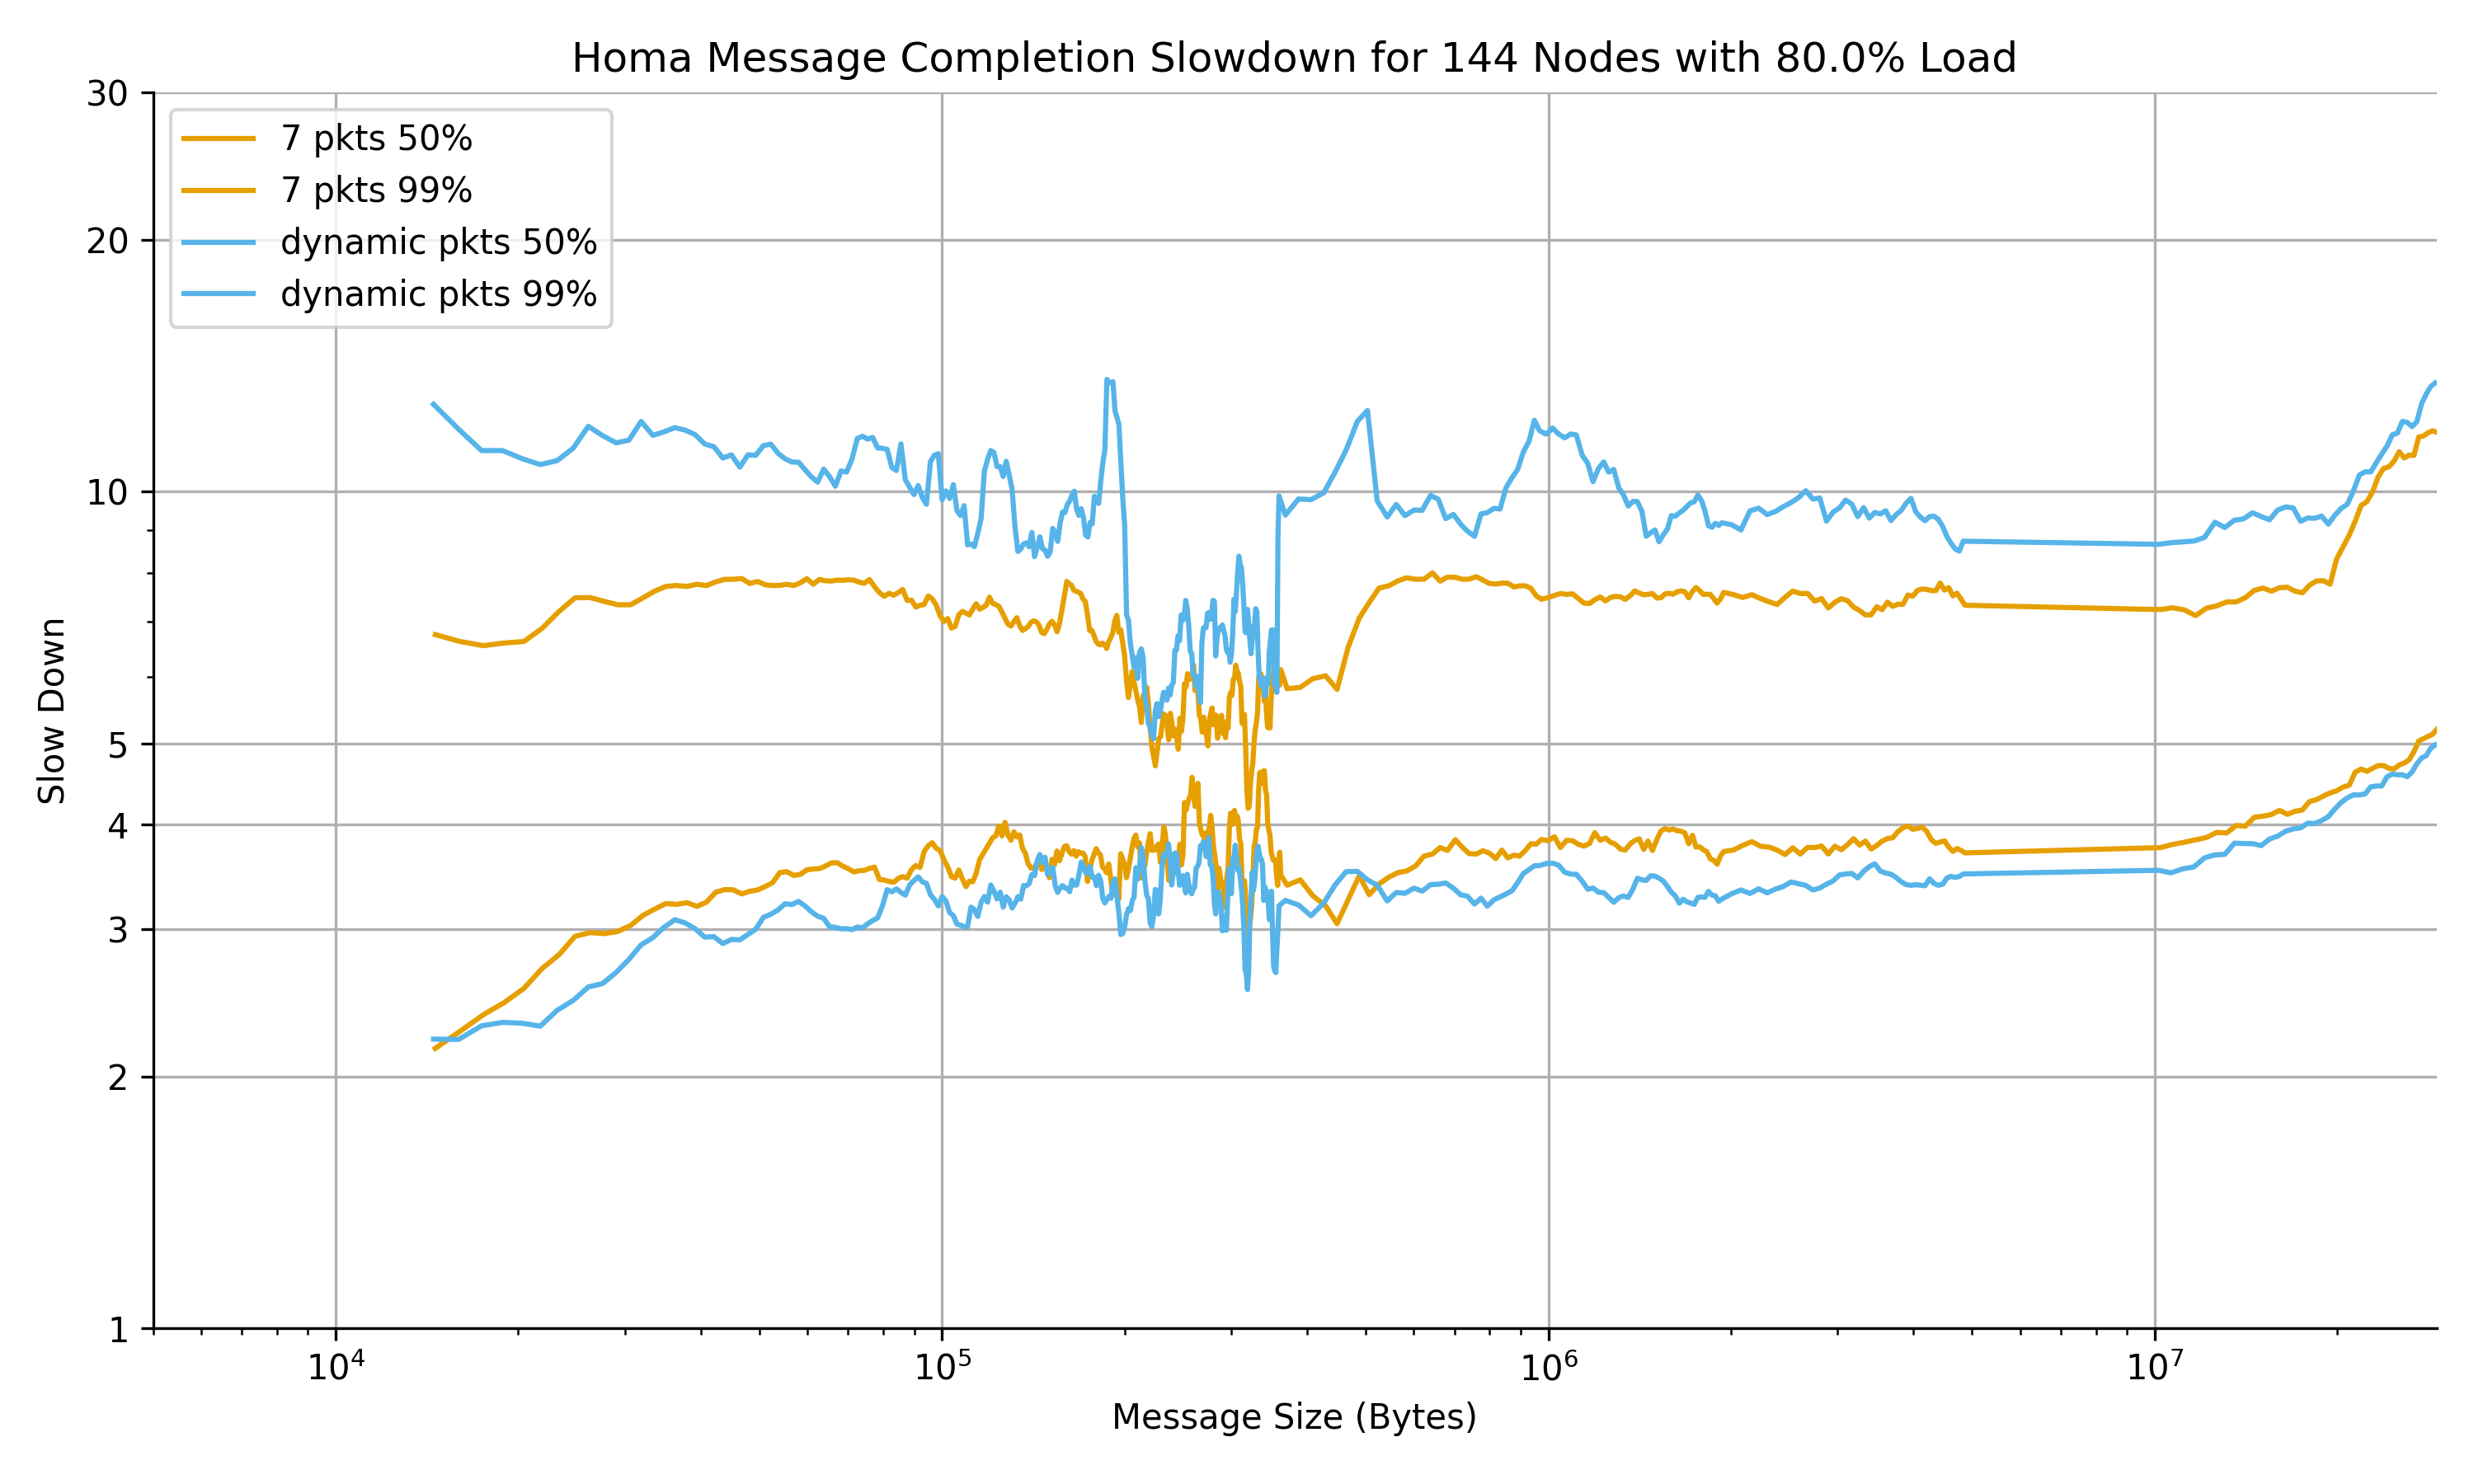 Homa Message Completion Slowdown for 144 Nodes with 80.0% Load
30
20
10
5
4
3
2
1
Slow Down
7 pkts 50%
7 pkts 99%
dynamic pkts 50%
dynamic pkts 99%
10^4 10^5 10^6 10^7
Message Size (Bytes)